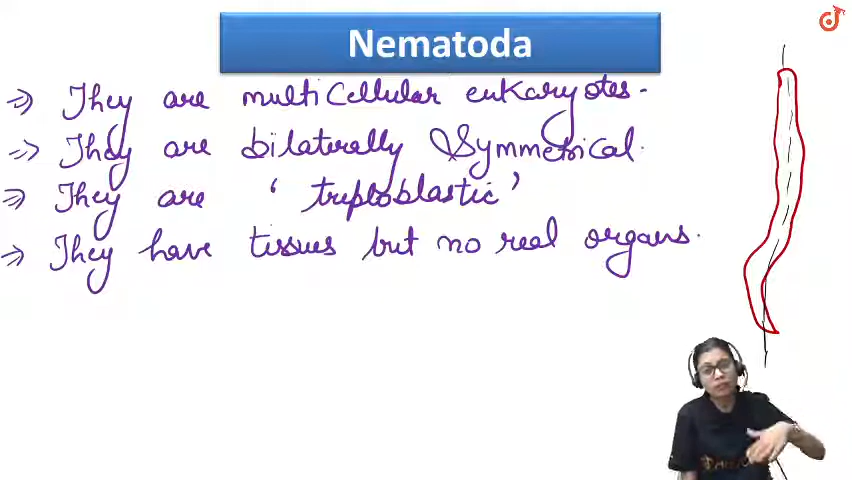 Nematoda
=> They are multicellular eukaryotes.
=> They are bilaterally Symmetrical.
=> They are ' triploblastic '
=> They have tissues but no real organs.